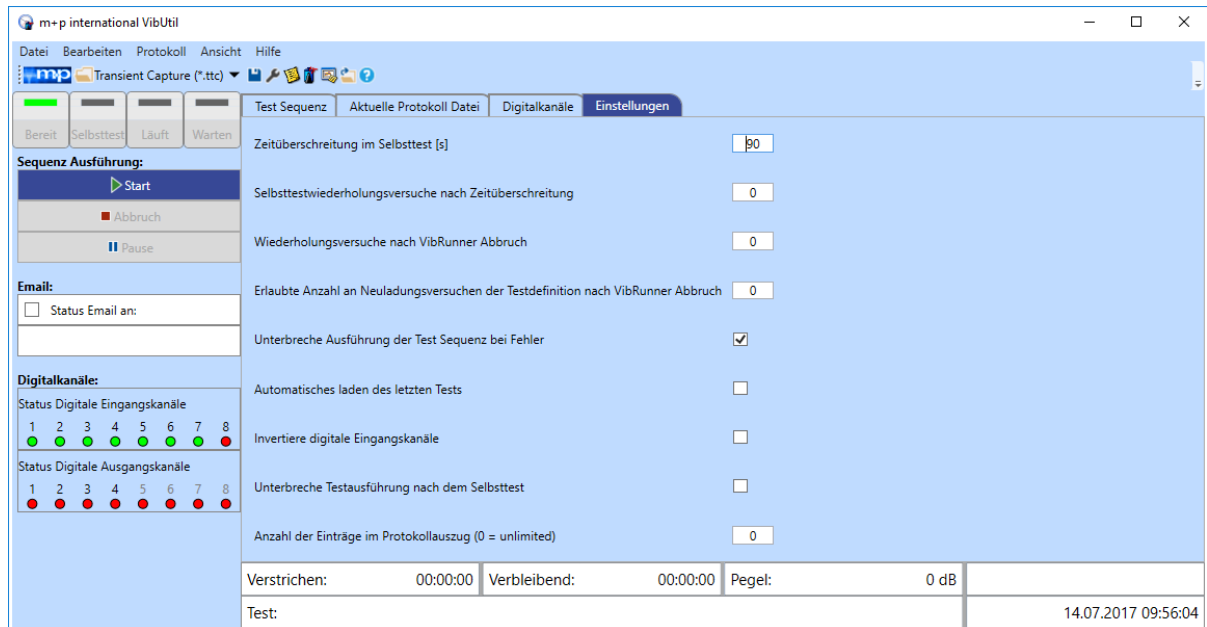 m+p international VibUtil
Datei Bearbeiten Protokoll Ansicht Hilfe
mp Transient Capture (*.ttc)
Bereit Selbsttest Läuft Warten
Sequenz Ausführung:
Start
Abbruch
Pause
Email:
Status Email an:
Digitalkanäle:
Status Digitale Eingangskanäle
1 2 3 4 5 6 7 8
Status Digitale Ausgangskanäle
1 2 3 4 5 6 7 8
Test Sequenz Aktuelle Protokoll Datei Digitalkanäle Einstellungen
Zeitüberschreitung im Selbsttest [s] 90
Selbsttestwiederholungsversuche nach Zeitüberschreitung 0
Wiederholungsversuche nach VibRunner Abbruch 0
Erlaubte Anzahl an Neuladungsversuchen der Testdefinition nach VibRunner Abbruch 0
Unterbreche Ausführung der Test Sequenz bei Fehler
Automatisches laden des letzten Tests
Invertiere digitale Eingangskanäle
Unterbreche Testausführung nach dem Selbsttest
Anzahl der Einträge im Protokollauszug (0 = unlimited) 0
Verstrichen: 00:00:00 Verbleibend: 00:00:00 Pegel: 0 dB
Test: 14.07.2017 09:56:04